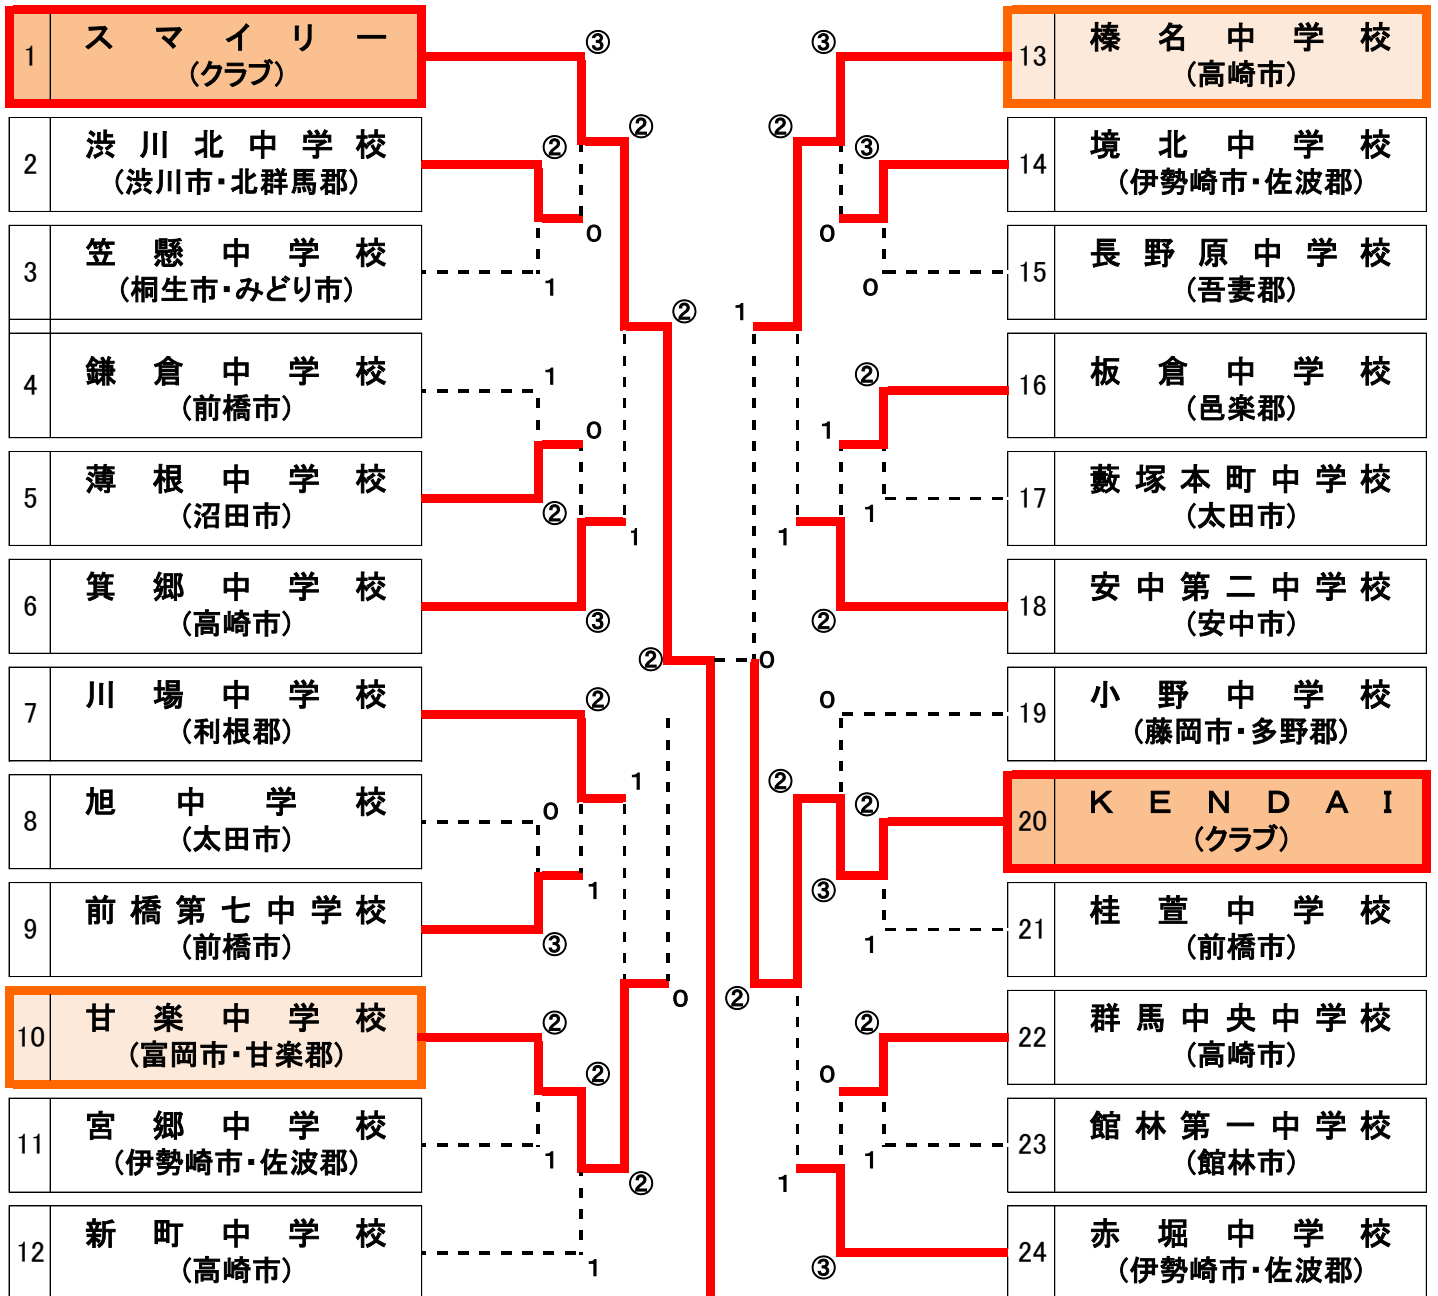 1 スマイリー
(クラブ)
2 渋川北中学校
(渋川市・北群馬郡)
3 笠懸中学校
(桐生市・みどり市)
4 鎌倉中学校
(前橋市)
5 薄根中学校
(沼田市)
6 箕郷中学校
(高崎市)
7 川場中学校
(利根郡)
8 旭中学校
(太田市)
9 前橋第七中学校
(前橋市)
10 甘楽中学校
(富岡市・甘楽郡)
11 宮郷中学校
(伊勢崎市・佐波郡)
12 新町中学校
(高崎市)
③
②
②
0
1
②
1
0
②
1
③
②
②
1
0
1
③
0
②
②
1
②
1
③
②
③
0
0
1
②
1
1
1
②
0
0
②
②
③
1
②
②
0
1
1
③
13 榛名中学校
(高崎市)
14 境北中学校
(伊勢崎市・佐波郡)
15 長野原中学校
(吾妻郡)
16 板倉中学校
(邑楽郡)
17 藪塚本町中学校
(太田市)
18 安中第二中学校
(安中市)
19 小野中学校
(藤岡市・多野郡)
20 ＫＥＮＤＡＩ
(クラブ)
21 桂萱中学校
(前橋市)
22 群馬中央中学校
(高崎市)
23 館林第一中学校
(館林市)
24 赤堀中学校
(伊勢崎市・佐波郡)